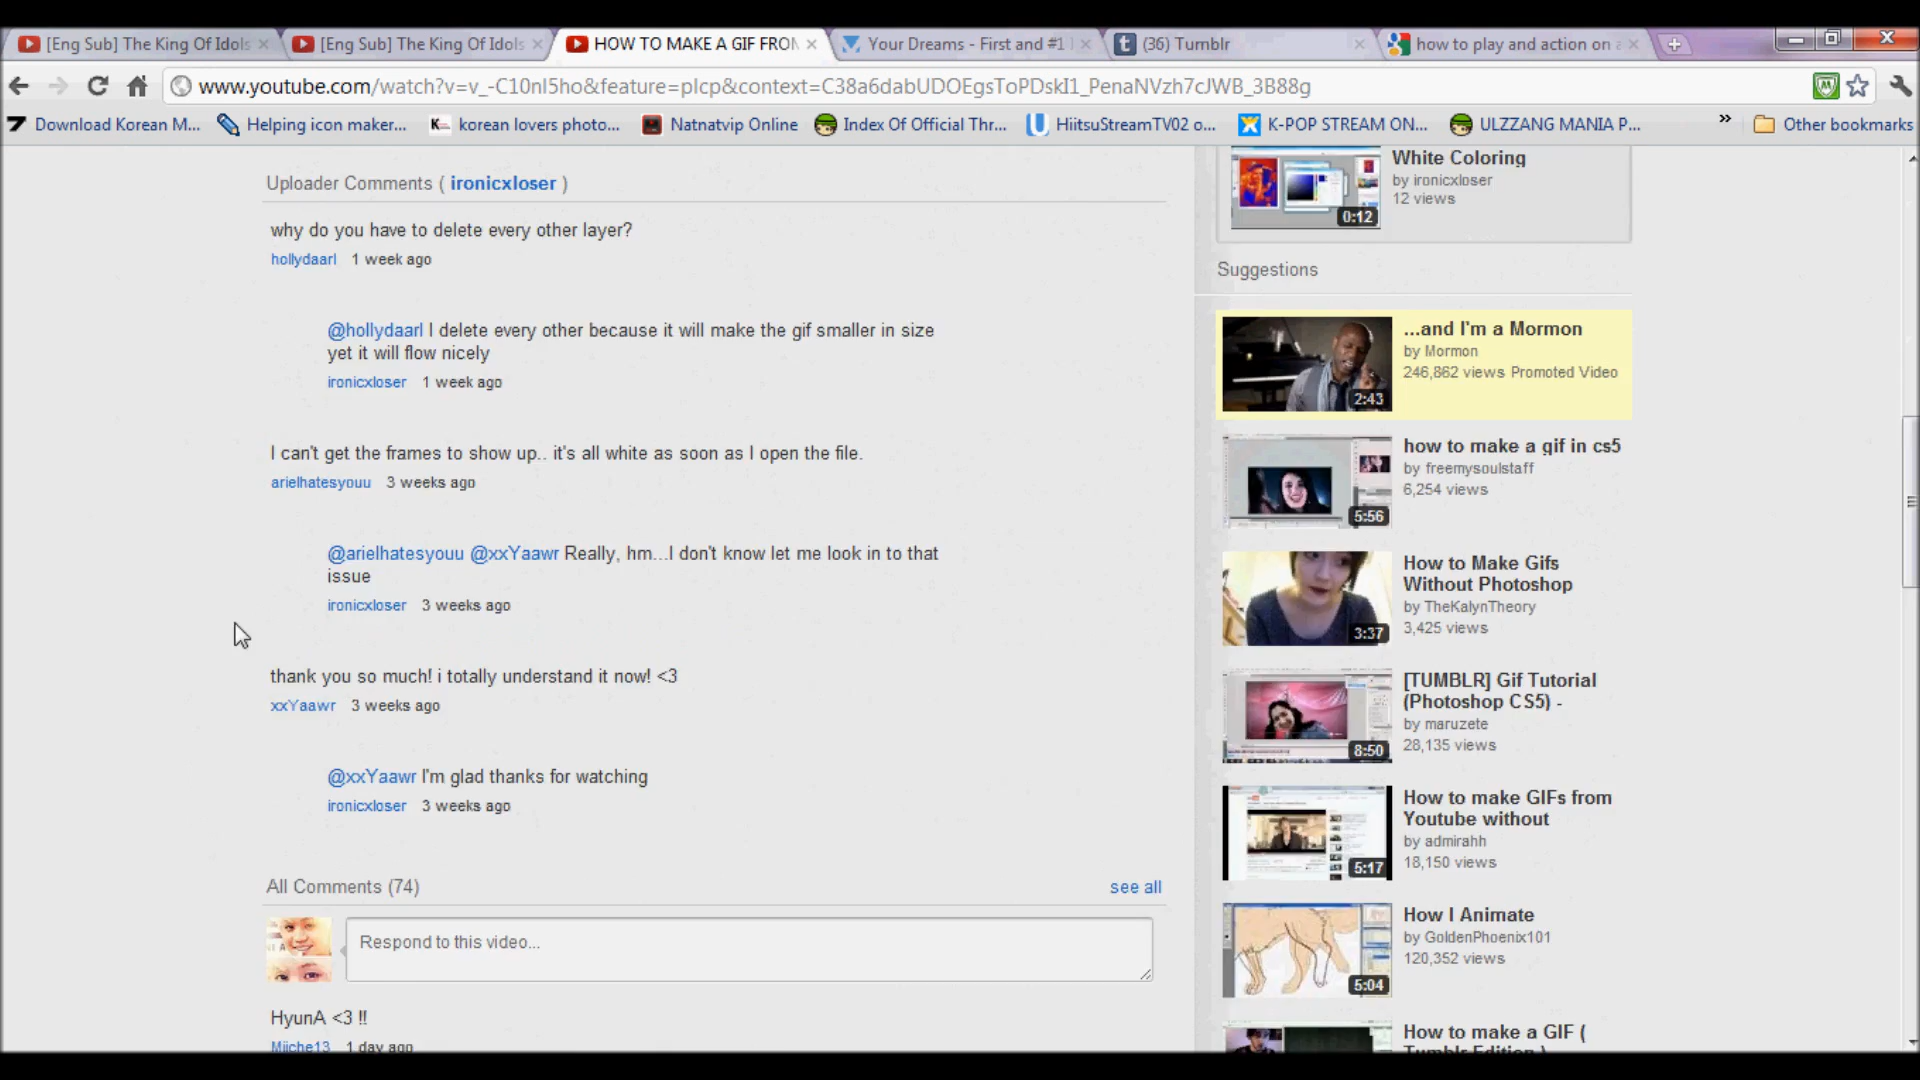 [Eng Sub] The King Of Idols
[Eng Sub] The King Of Idols
HOW TO MAKE A GIF FROM
Your Dreams - First and #1
(36) Tumblr
how to play and action on a
www.youtube.com/watch?v=v_-C10nl5ho&feature=plcp&context=C38a6dabUDOEgsToPDskI1_PenaNVzh7cJWB_3B88g
Download Korean M...
Helping icon maker...
korean lovers photo...
Natnatvip Online
Index Of Official Thr...
HiitsuStreamTV02 o...
K-POP STREAM ON...
ULZZANG MANIA P...
»
Other bookmarks
Uploader Comments ( ironicxloser )
why do you have to delete every other layer?
hollydaarl 1 week ago
@hollydaarl I delete every other because it will make the gif smaller in size
yet it will flow nicely
ironicxloser 1 week ago
I can't get the frames to show up.. it's all white as soon as I open the file.
arielhatesyouu 3 weeks ago
@arielhatesyouu @xxYaawr Really, hm...I don't know let me look in to that
issue
ironicxloser 3 weeks ago
thank you so much! i totally understand it now! <3
xxYaawr 3 weeks ago
@xxYaawr I'm glad thanks for watching
ironicxloser 3 weeks ago
All Comments (74)
see all
Respond to this video...
HyunA <3 !!
Miiche13 1 day ago
White Coloring
by ironicxloser
12 views
0:12
Suggestions
...and I'm a Mormon
by Mormon
246,862 views Promoted Video
2:43
how to make a gif in cs5
by freemysoulstaff
6,254 views
5:56
How to Make Gifs
Without Photoshop
by TheKalynTheory
3,425 views
3:37
[TUMBLR] Gif Tutorial
(Photoshop CS5) -
by maruzete
28,135 views
8:50
How to make GIFs from
Youtube without
by admirahh
18,150 views
5:17
How I Animate
by GoldenPhoenix101
120,352 views
5:04
How to make a GIF (
Tumblr Edition )